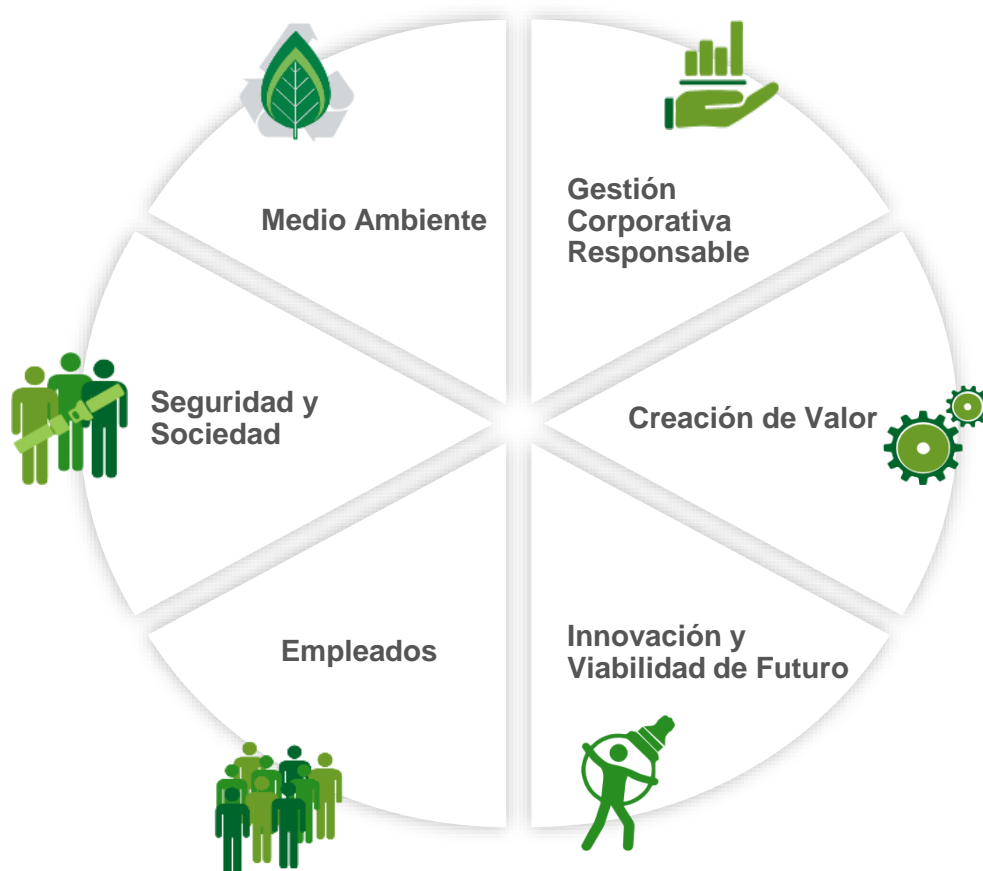 Medio Ambiente
Gestión
Corporativa
Responsable
Seguridad y
Sociedad
Creación de Valor
Empleados
Innovación y
Viabilidad de Futuro